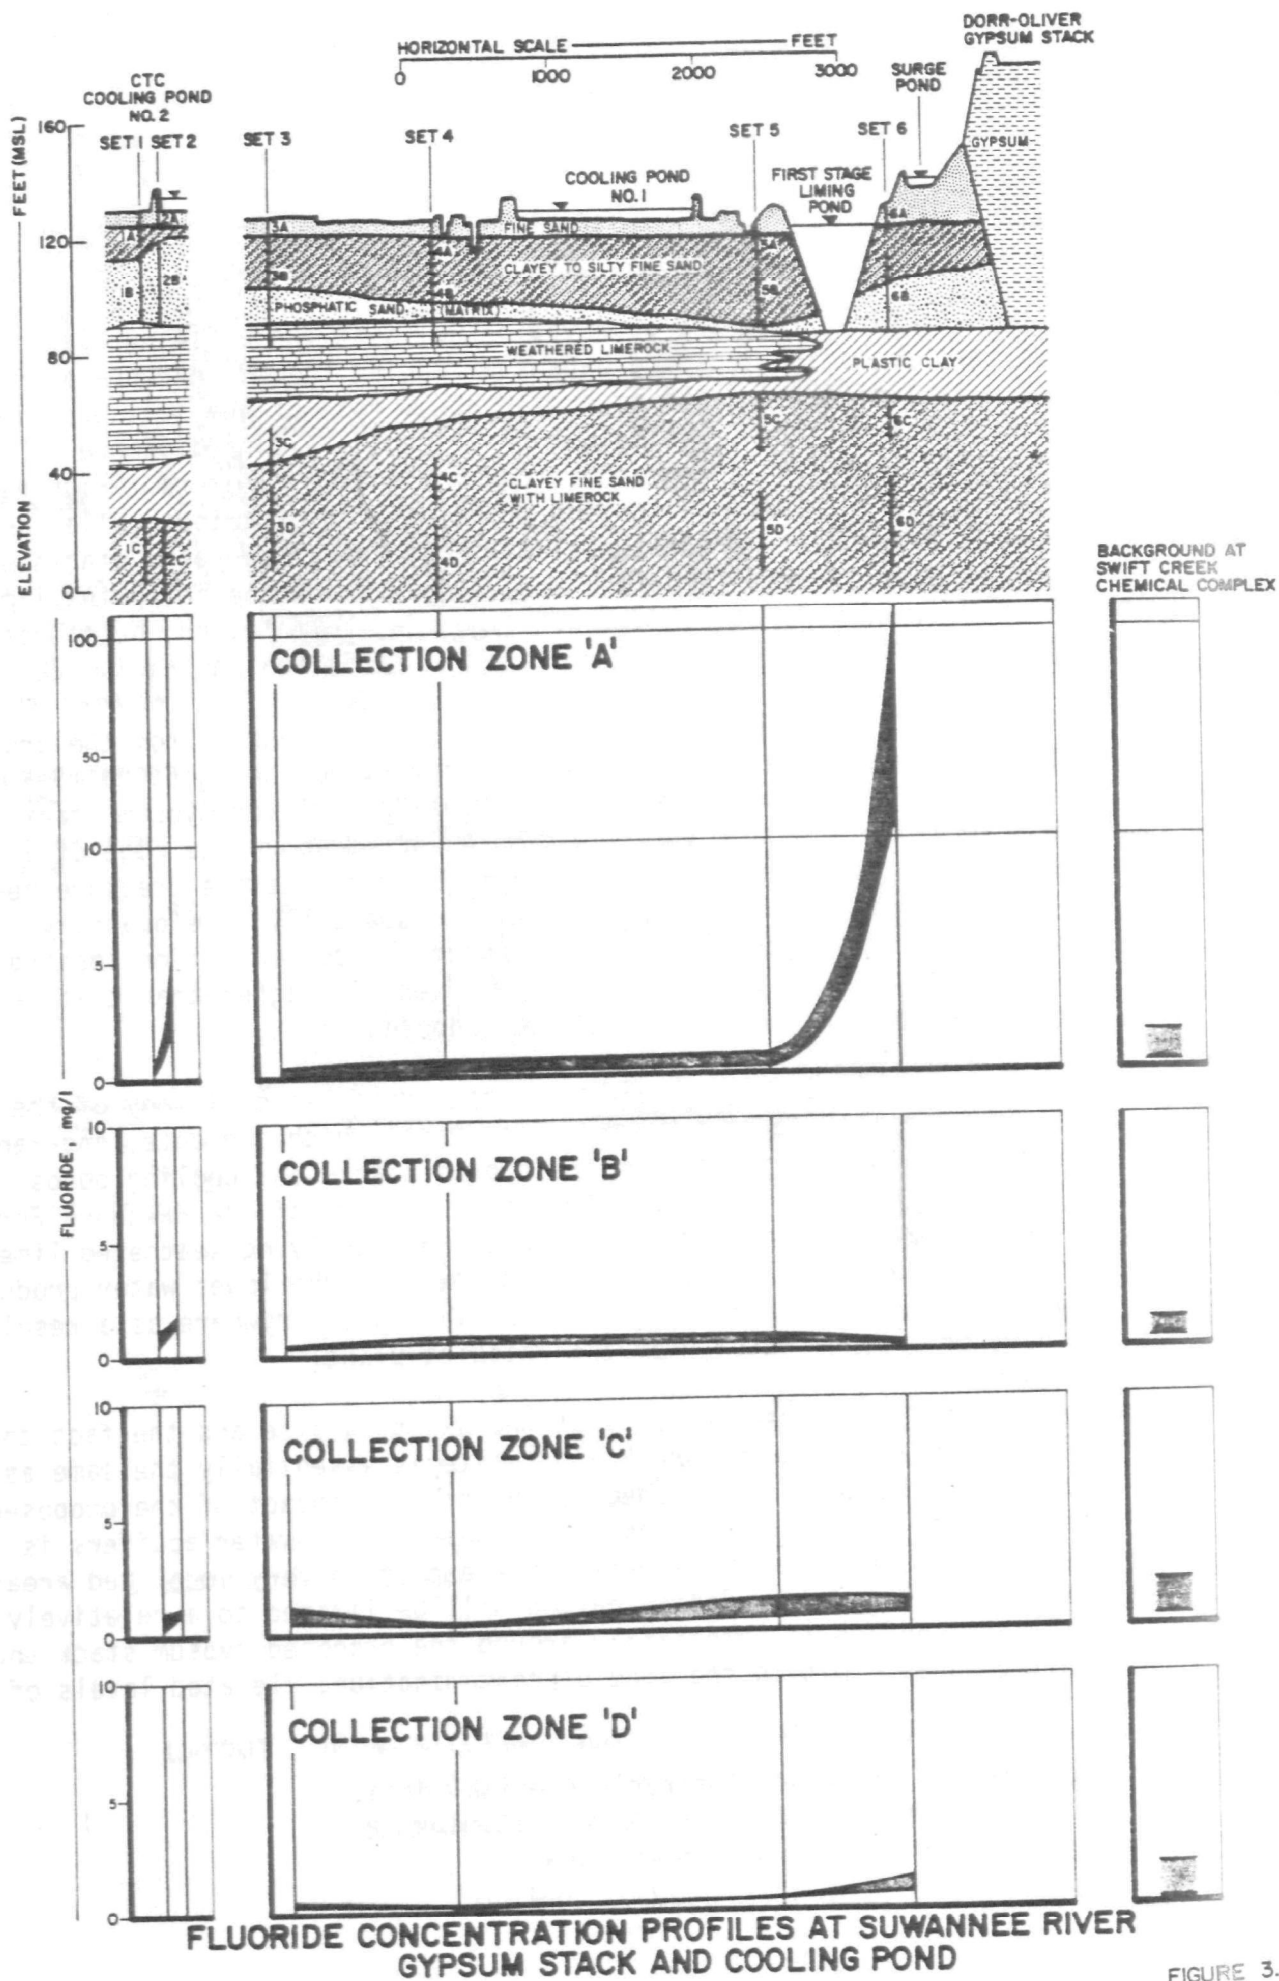 DORR-OLIVER
GYPSUM STACK
HORIZONTAL SCALE
FEET
0
1000
2000
3000
CTC
COOLING POND
NO. 2
SURGE
POND
SET 1
SET 2
SET 3
SET 4
SET 5
SET 6
GYPSUM
FEET (MSL)
ELEVATION
160
120
80
40
0
COOLING POND
NO. 1
FIRST STAGE
LIMING
POND
FINE SAND
CLAYEY TO SILTY FINE SAND
PHOSPHATIC SAND (MATRIX)
WEATHERED LIMEROCK
PLASTIC CLAY
CLAYEY FINE SAND
WITH LIMEROCK
2A
1B
2B
1C
2C
3A
3B
3C
3D
4A
4B
4C
4D
5A
5B
5C
5D
6A
6B
6C
6D
BACKGROUND AT
SWIFT CREEK
CHEMICAL COMPLEX
FLUORIDE, mg/l
100
50
10
5
0
COLLECTION ZONE 'A'
10
5
0
COLLECTION ZONE 'B'
10
5
0
COLLECTION ZONE 'C'
10
5
0
COLLECTION ZONE 'D'
FLUORIDE CONCENTRATION PROFILES AT SUWANNEE RIVER
GYPSUM STACK AND COOLING POND
FIGURE 3.